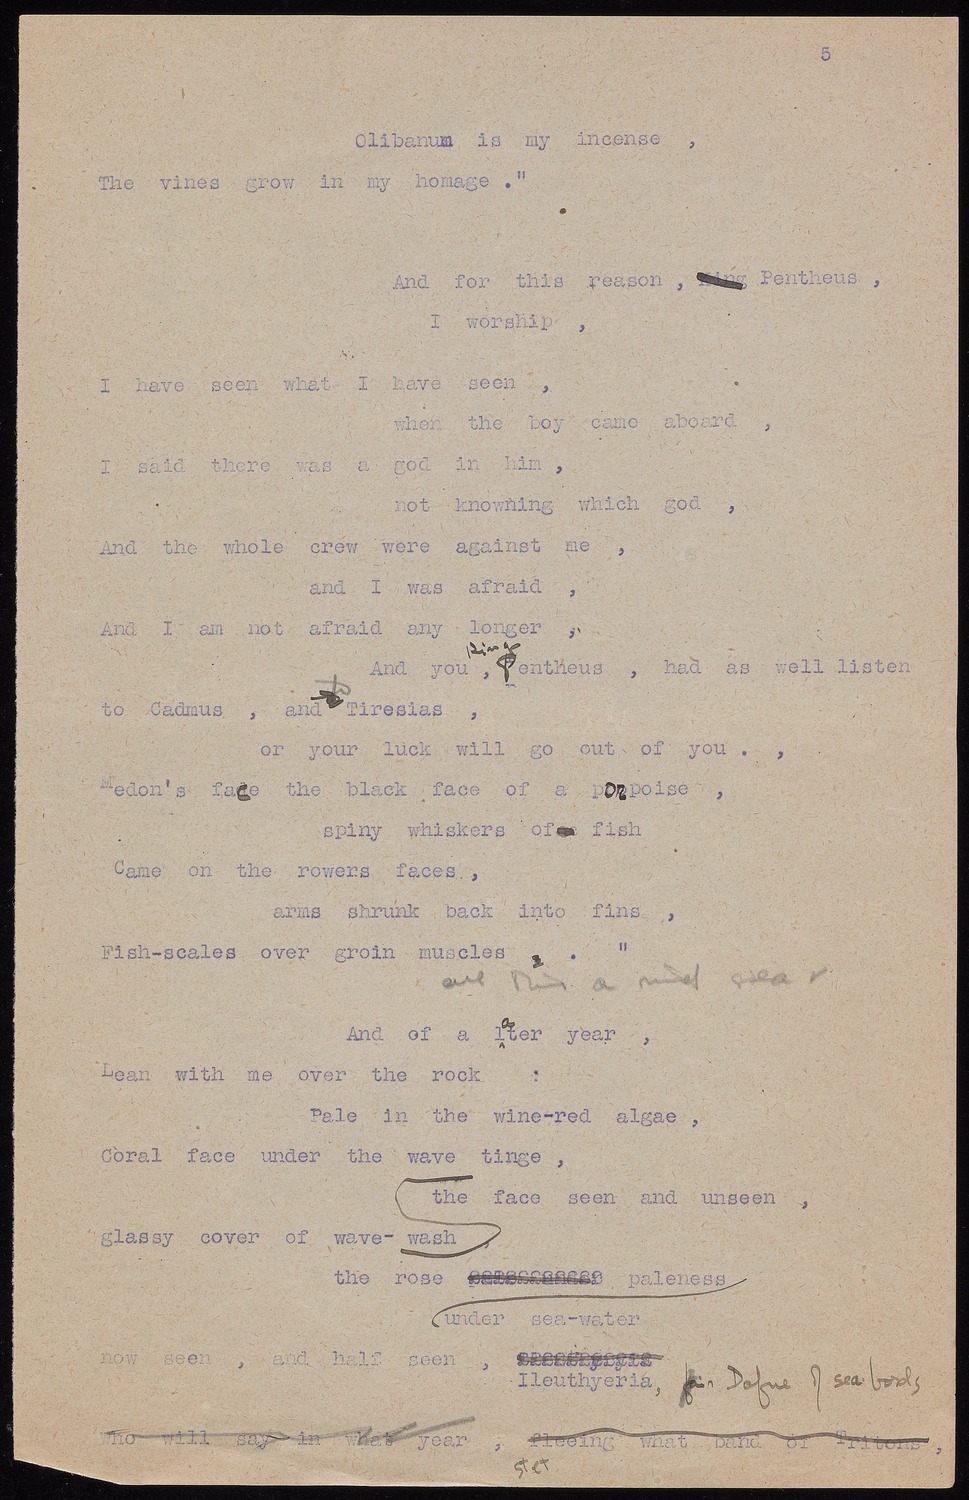 5
Olibanum is my incense ,
The vines grow in my homage ."
And for this reason , King Pentheus ,
I worship ,
I have seen what I have seen ,
when the boy came aboard ,
I said there was a god in him ,
not knowning which god ,
And the whole crew were against me ,
and I was afraid ,
And I am not afraid any longer ,
King
And you , Pentheus , had as well listen
to
to Cadmus , and Tiresias ,
or your luck will go out of you . ,
Medon's face the black face of a porpoise ,
spiny whiskers of fish
Came on the rowers faces ,
arms shrunk back into fins ,
Fish-scales over groin muscles , . "
a
And of a lter year ,
Lean with me over the rock :
Pale in the wine-red algae ,
Coral face under the wave tinge ,
the face seen and unseen ,
glassy cover of wave- wash ,
the rose paleness
under sea-water
now seen , and half seen ,
Ileuthyeria, fair Dafne of sea bords
who will say in what year , fleeing what band of Tritons ,
stet